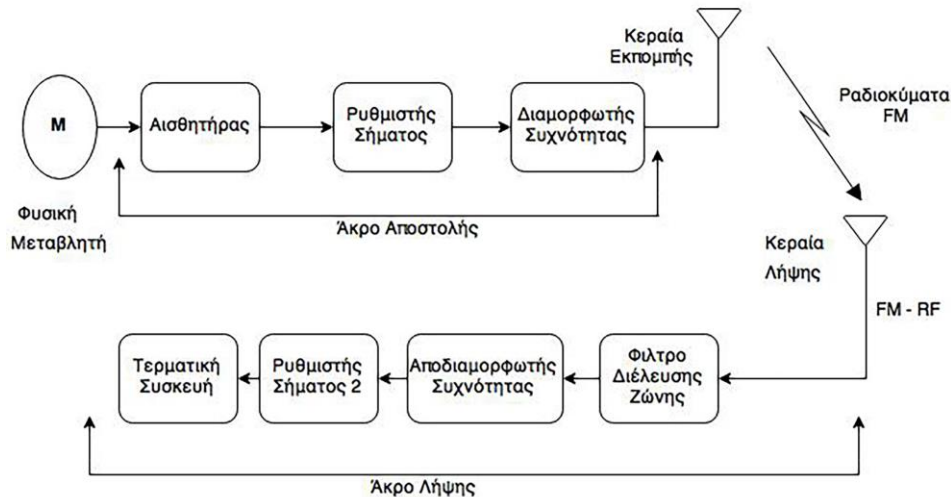 Κεραία
Εκπομπής
Μ
Αισθητήρας
Ρυθμιστής
Σήματος
Διαμορφωτής
Συχνότητας
Ραδιοκύματα
FM
Φυσική
Μεταβλητή
Άκρο Αποστολής
Κεραία
Λήψης
FM - RF
Τερματική
Συσκευή
Ρυθμιστής
Σήματος 2
Αποδιαμορφωτής
Συχνότητας
Φιλτρο
Διέλευσης
Ζώνης
Άκρο Λήψης